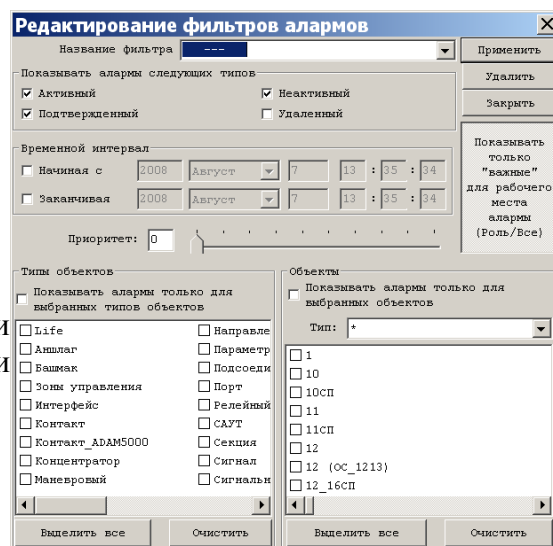 Редактирование фильтров алармов
Название фильтра ---
Применить
Удалить
Закрыть
Показывать алармы следующих типов
Активный
Неактивный
Подтвержденный
Удаленный
Показывать
только
"важные"
для рабочего
места
алармы
(Роль/Все)
Временной интервал
Начиная с 2008 Август 7 13 : 35 : 34
Заканчивая 2008 Август 7 13 : 35 : 34
Приоритет: 0
Типы объектов
Показывать алармы только для
выбранных типов объектов
и
и
Life
Аншлаг
Башмак
Зоны управления
Интерфейс
Контакт
Контакт_ADAM5000
Концентратор
Маневровый
Направле
Параметр
Подсоеди
Порт
Релейный
САУТ
Секция
Сигнал
Сигнальн
Выделить все
Очистить
Объекты
Показывать алармы только для
выбранных объектов
Тип: *
1
10
10СП
11
11СП
12
12 (ОС_1213)
12_16СП
Выделить все
Очистить